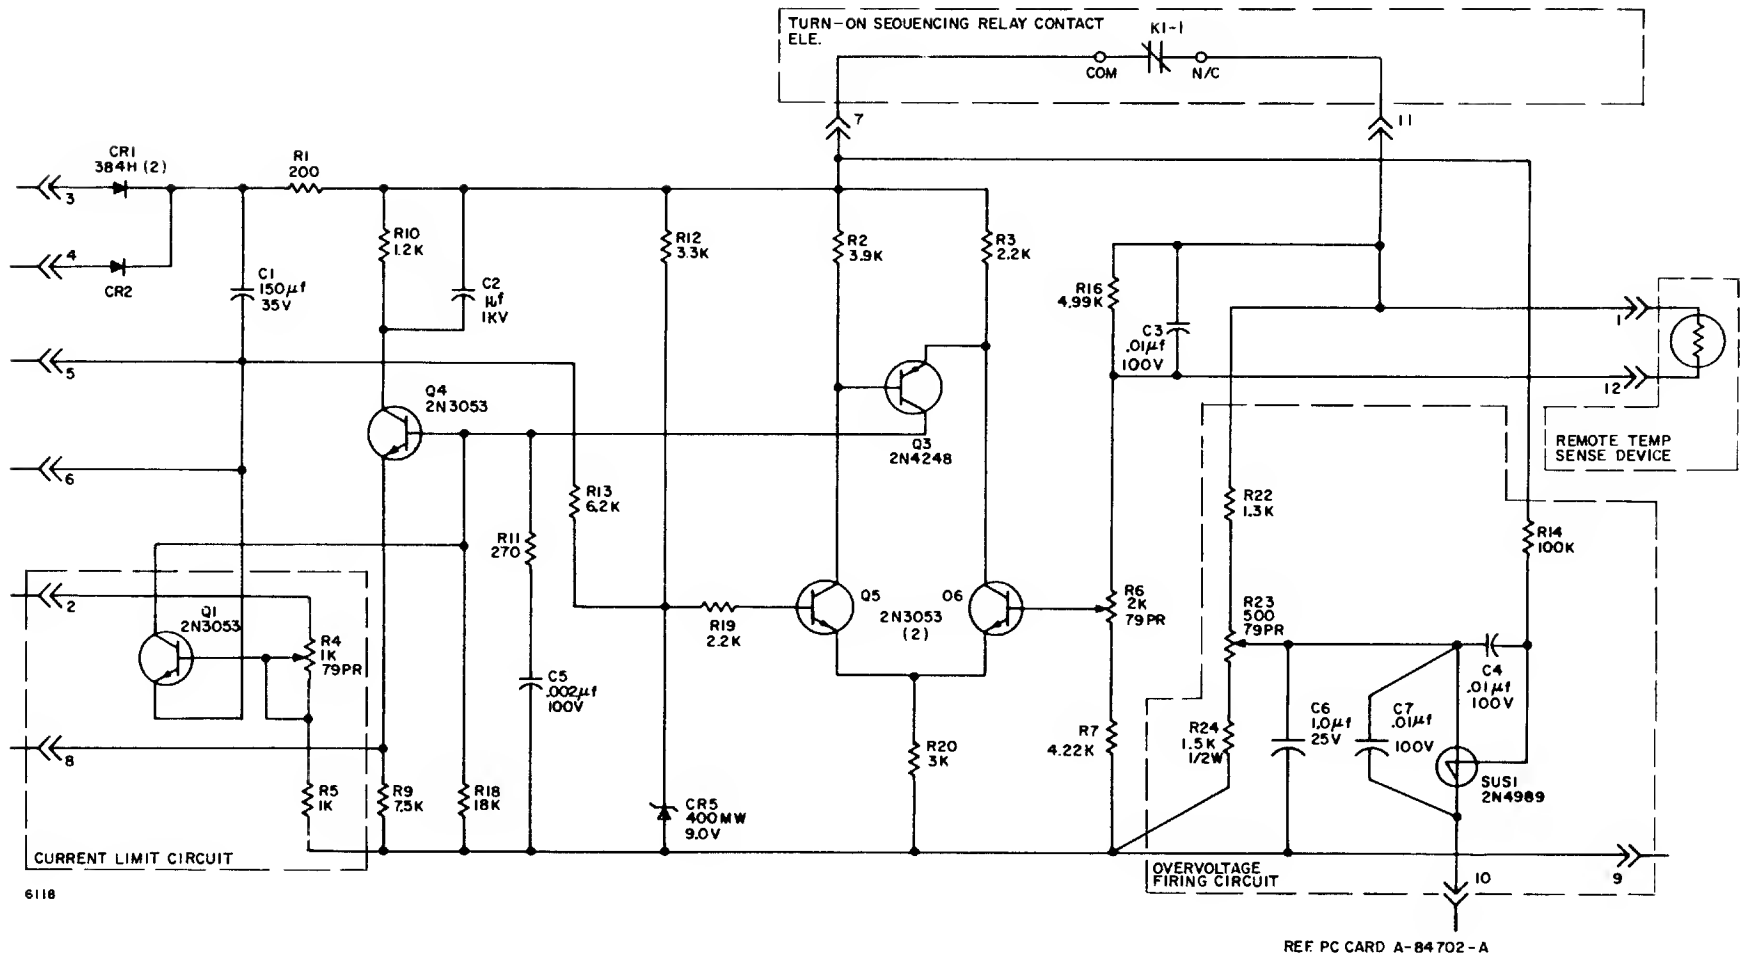 TURN-ON SEQUENCING RELAY CONTACT
ELE.
K1-1
COM
N/C
7
11
CR1
384H (2)
3
R1
200
4
CR2
C1
150µf
35V
R10
1.2K
C2
1µf
1KV
R12
3.3K
R2
3.9K
R3
2.2K
R16
4.99K
C3
.01µf
100V
1
12
REMOTE TEMP
SENSE DEVICE
5
6
Q4
2N3053
Q3
2N4248
R13
6.2K
R11
270
R22
1.3K
R14
100K
2
Q1
2N3053
R4
1K
79PR
R19
2.2K
Q5
2N3053
(2)
Q6
R6
2K
79PR
R23
500
79PR
C5
.002µf
100V
C4
.01µf
100V
8
R5
1K
R9
7.5K
R18
18K
CR5
400MW
9.0V
R20
3K
R7
4.22K
R24
1.5K
1/2W
C6
1.0µf
25V
C7
.01µf
100V
SUS1
2N4989
CURRENT LIMIT CIRCUIT
OVERVOLTAGE
FIRING CIRCUIT
10
9
6118
REF. PC CARD A-84702-A